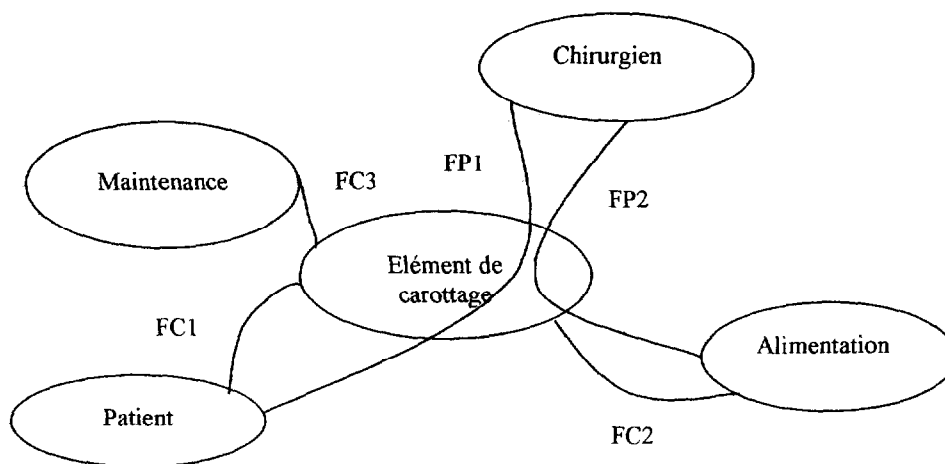 Chirurgien
Maintenance
FC3
FP1
FP2
Elément de
carottage
FC1
Alimentation
Patient
FC2